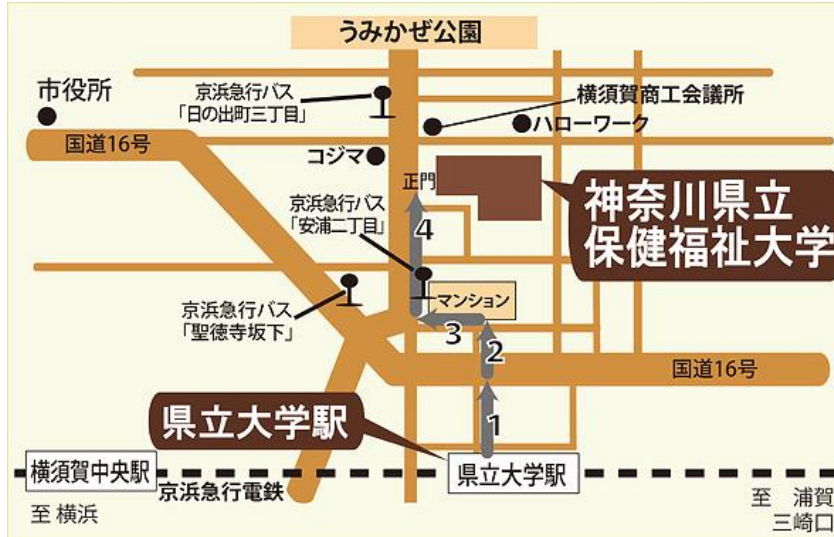 うみかぜ公園
市役所
京浜急行バス
「日の出町三丁目」
横須賀商工会議所
ハローワーク
国道16号
コジマ
正門
神奈川県立
保健福祉大学
京浜急行バス
「安浦二丁目」
4
マンション
京浜急行バス
「聖徳寺坂下」
3
2
国道16号
県立大学駅
1
横須賀中央駅
京浜急行電鉄
県立大学駅
至 横浜
至 浦賀
三崎口